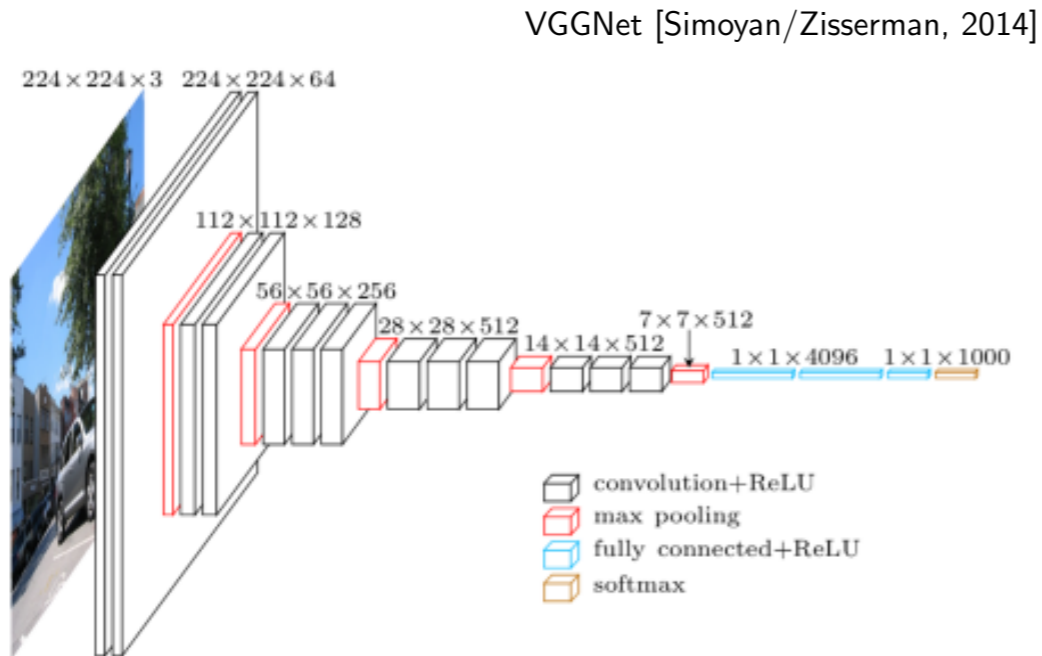 VGGNet [Simoyan/Zisserman, 2014]
224×224×3 224×224×64
112×112×128
56×56×256
28×28×512
14×14×512
7×7×512
1×1×4096 1×1×1000
convolution+ReLU
max pooling
fully connected+ReLU
softmax